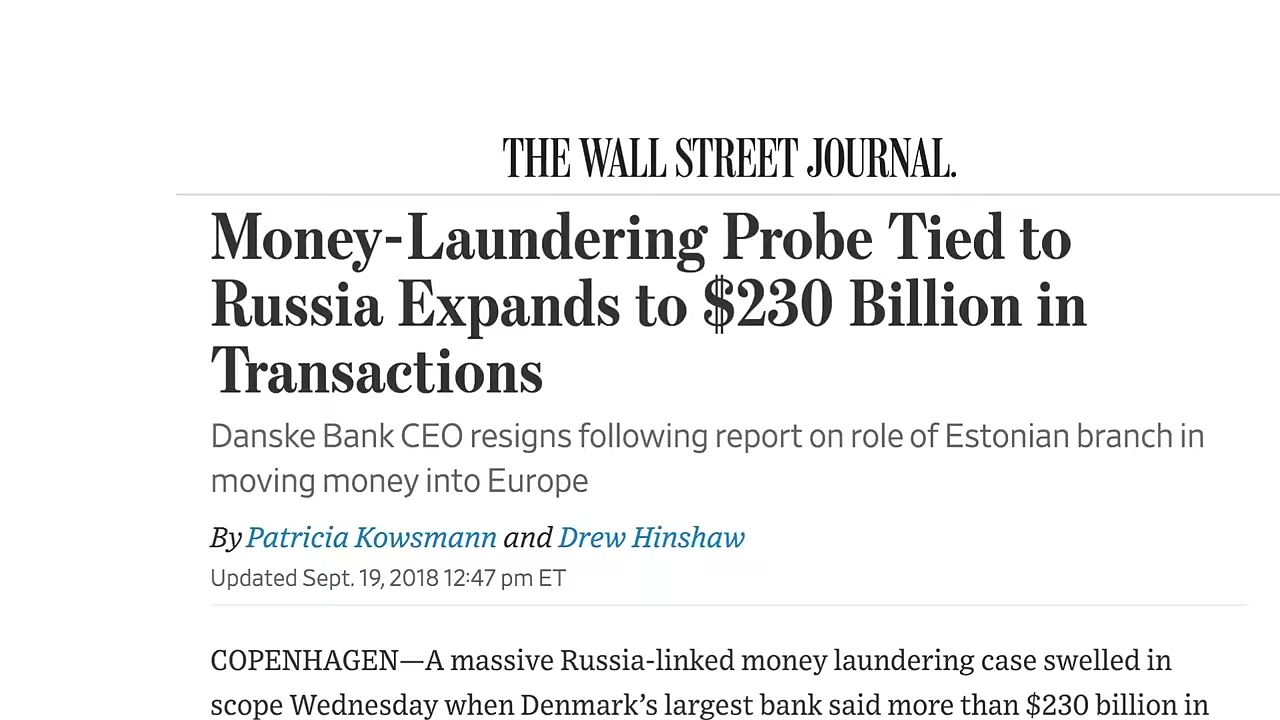 THE WALL STREET JOURNAL.
Money-Laundering Probe Tied to
Russia Expands to $230 Billion in
Transactions
Danske Bank CEO resigns following report on role of Estonian branch in
moving money into Europe
By Patricia Kowsmann and Drew Hinshaw
Updated Sept. 19, 2018 12:47 pm ET
COPENHAGEN—A massive Russia-linked money laundering case swelled in
scope Wednesday when Denmark’s largest bank said more than $230 billion in